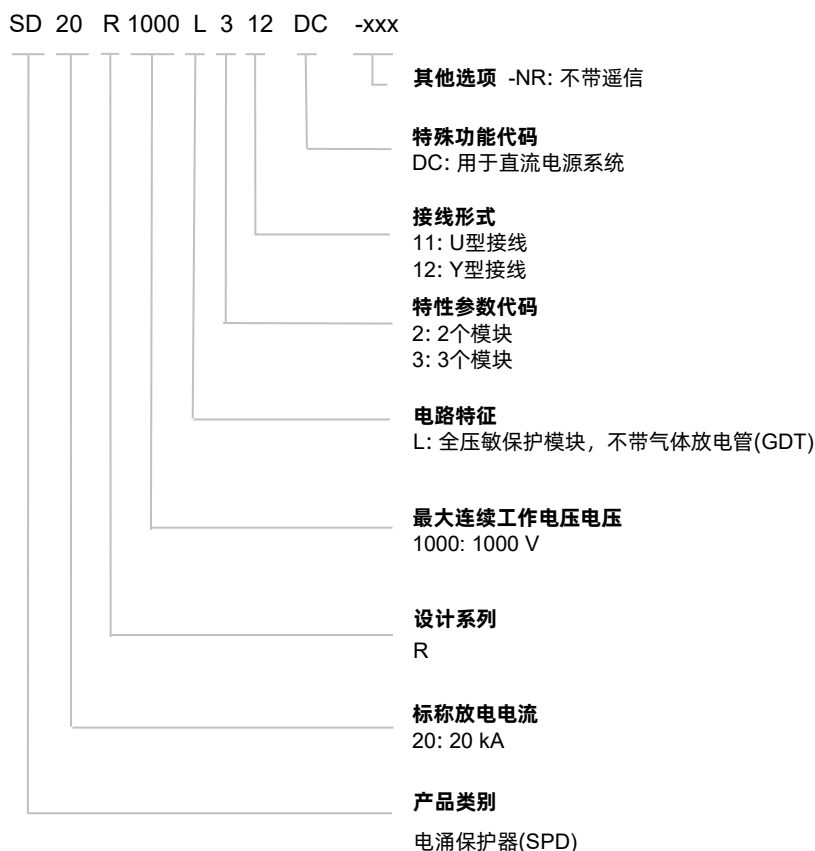 SD 20 R 1000 L 3 12 DC -xxx
其他选项 -NR: 不带遥信
特殊功能代码
DC: 用于直流电源系统
接线形式
11: U型接线
12: Y型接线
特性参数代码
2: 2个模块
3: 3个模块
电路特征
L: 全压敏保护模块，不带气体放电管(GDT)
最大连续工作电压电压
1000: 1000 V
设计系列
R
标称放电电流
20: 20 kA
产品类别
电涌保护器(SPD)